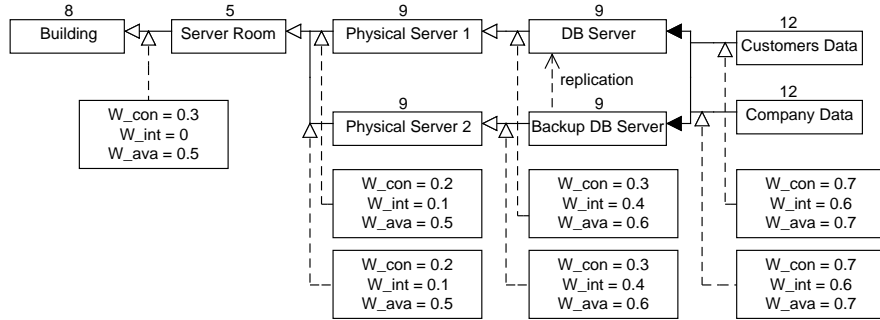 8
Building
5
Server Room
9
Physical Server 1
9
DB Server
12
Customers Data
replication
9
Physical Server 2
9
Backup DB Server
12
Company Data
W_con = 0.3
W_int = 0
W_ava = 0.5
W_con = 0.2
W_int = 0.1
W_ava = 0.5
W_con = 0.3
W_int = 0.4
W_ava = 0.6
W_con = 0.7
W_int = 0.6
W_ava = 0.7
W_con = 0.2
W_int = 0.1
W_ava = 0.5
W_con = 0.3
W_int = 0.4
W_ava = 0.6
W_con = 0.7
W_int = 0.6
W_ava = 0.7